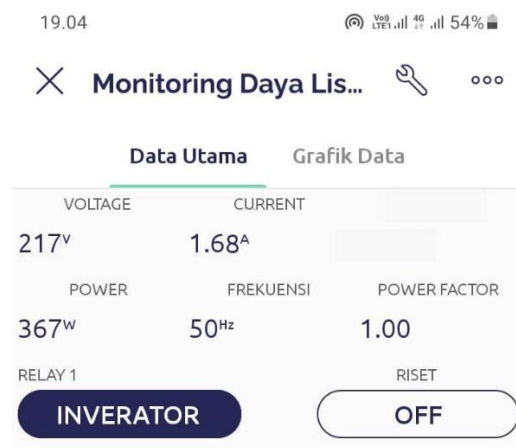 19.04 Vo)) LTE1 4G 54%
Monitoring Daya Lis...
Data Utama Grafik Data
VOLTAGE CURRENT
217V 1.68A
POWER FREKUENSI POWER FACTOR
367W 50Hz 1.00
RELAY 1 RISET
INVERATOR OFF